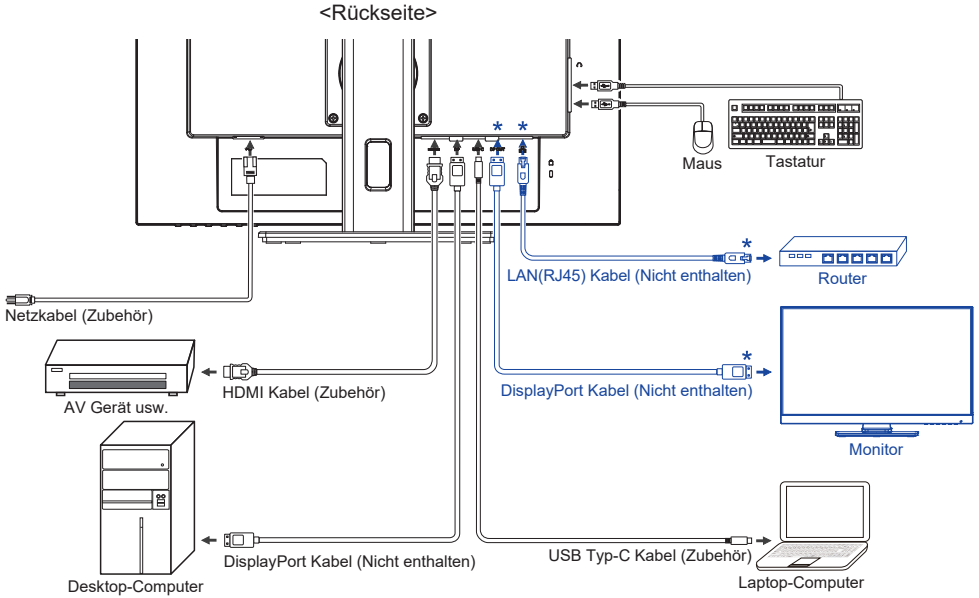 <Rückseite>
Maus
Tastatur
*
*
*
LAN(RJ45) Kabel (Nicht enthalten)
Router
Netzkabel (Zubehör)
*
HDMI Kabel (Zubehör)
DisplayPort Kabel (Nicht enthalten)
AV Gerät usw.
Monitor
DisplayPort Kabel (Nicht enthalten)
USB Typ-C Kabel (Zubehör)
Desktop-Computer
Laptop-Computer